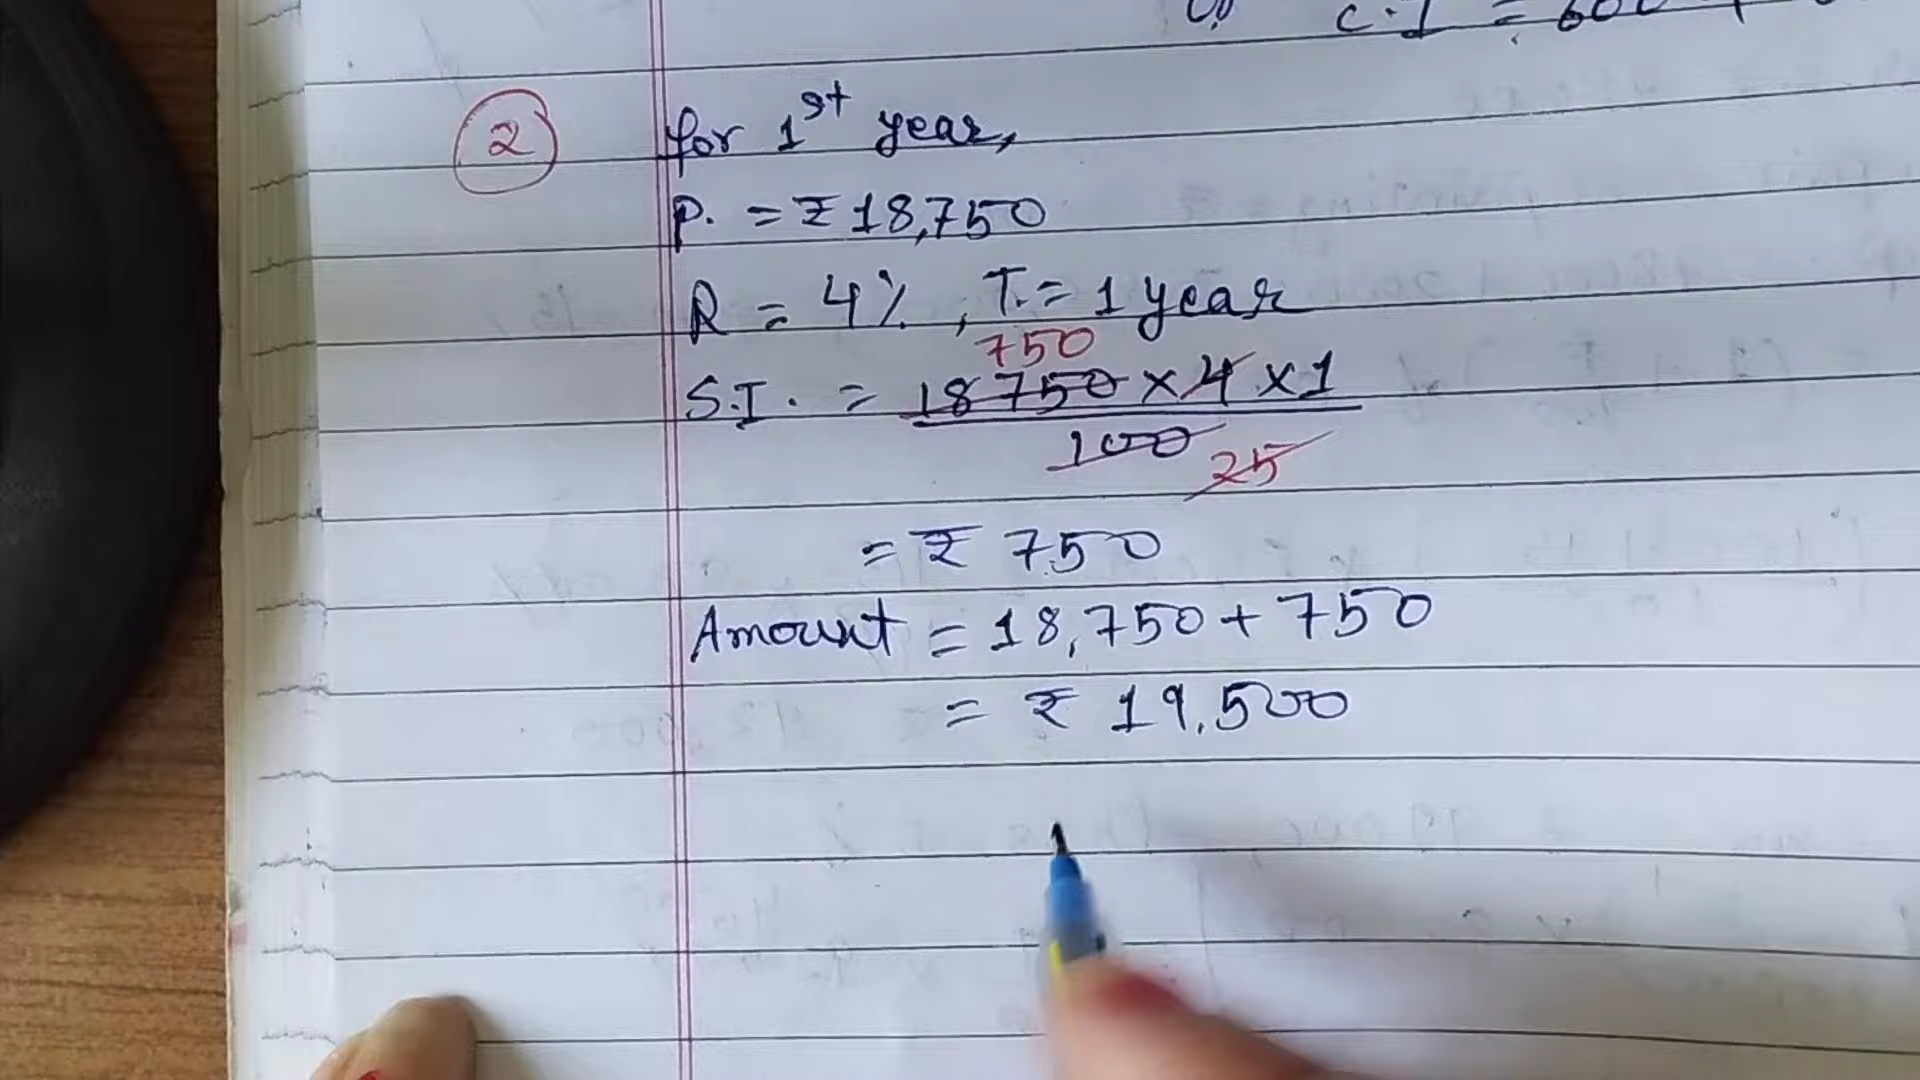 C.I = 600
2
for 1st year,
P. = ₹ 18,750
R = 4% , T. = 1 year
750
S.I. = 18750 × 4 × 1
100 25
= ₹ 750
Amount = 18,750 + 750
= ₹ 19,500